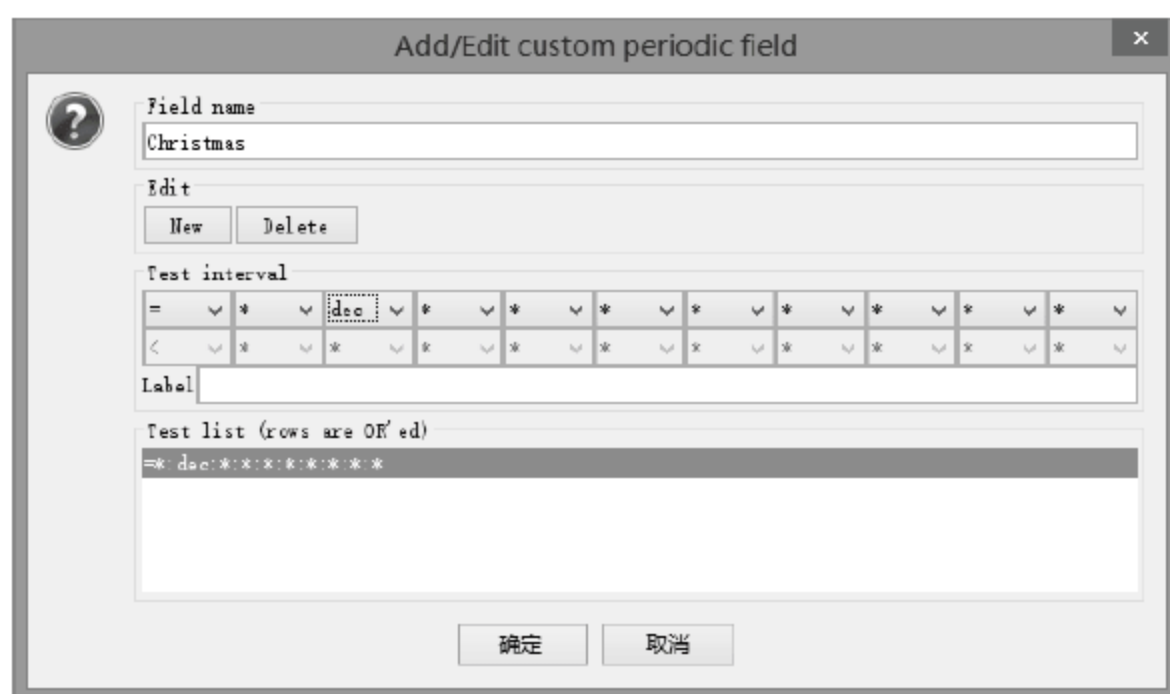 Add/Edit custom periodic field
Field name
Christmas
Edit
New Delete
Test interval
= * dec * * * * * * * *
< * * * * * * * * * *
Label
Test list (rows are OR'ed)
=*:dec:*:*:*:*:*:*:*:*
确定 取消